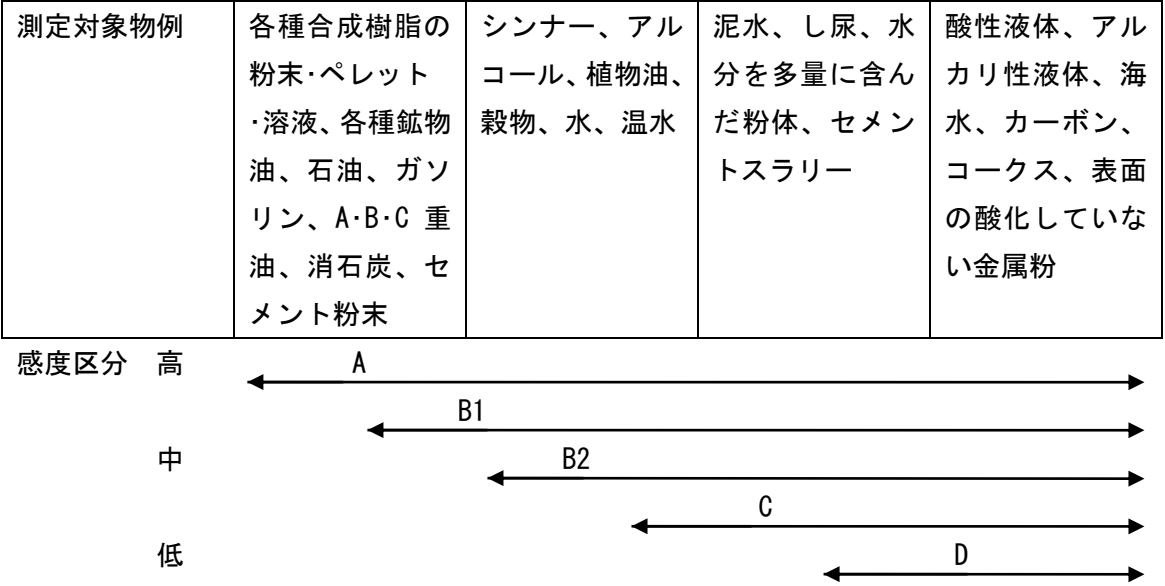 測定対象物例
各種合成樹脂の
粉末･ペレット
･溶液、各種鉱物
油、石油、ガソ
リン、A･B･C 重
油、消石炭、セ
メント粉末
シンナー、アル
コール、植物油、
穀物、水、温水
泥水、し尿、水
分を多量に含ん
だ粉体、セメン
トスラリー
酸性液体、アル
カリ性液体、海
水、カーボン、
コークス、表面
の酸化していな
い金属粉
感度区分 高 A
B1
中 B2
C
低 D